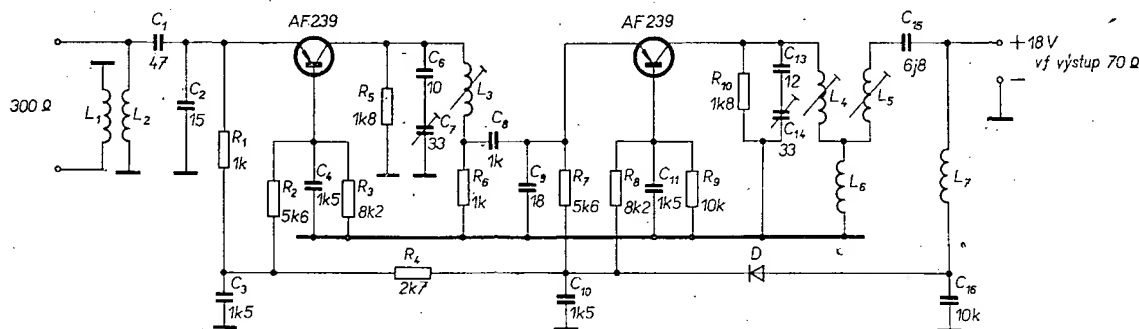 C1
47
AF239
AF239
C15
6j8
+18V
vf výstup 70 Ω
−
300 Ω
L1
L2
C2
15
R1
1k
R2
5k6
C4
1k5
R3
8k2
R5
1k8
C6
10
C7
33
L3
C8
1k
R6
1k
C9
18
R7
5k6
R8
8k2
C11
1k5
R9
10k
R10
1k8
C13
12
C14
33
L4
L5
L6
L7
C3
1k5
R4
2k7
C10
1k5
D
C16
10k